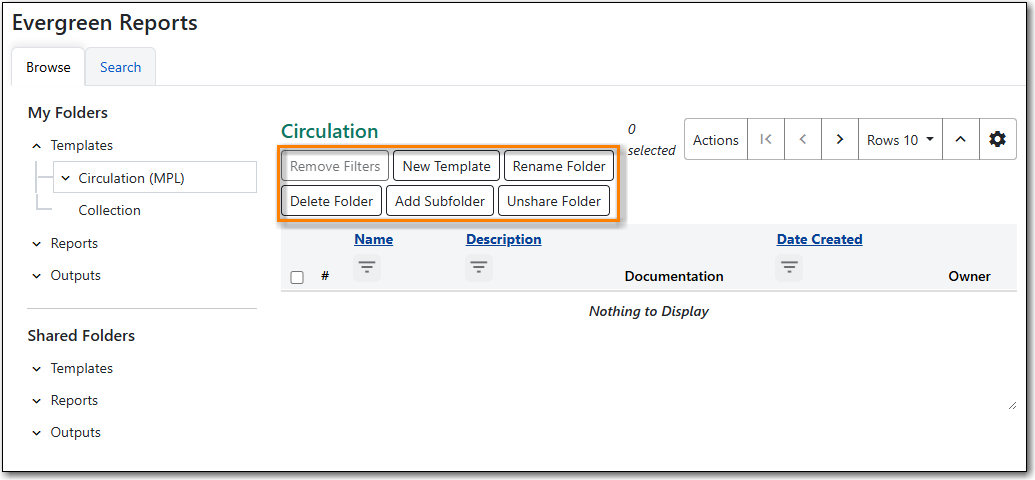 Evergreen Reports
Browse
Search
My Folders
Templates
Circulation (MPL)
Collection
Reports
Outputs
Shared Folders
Templates
Reports
Outputs
Circulation
0 selected
Actions
Rows 10
Remove Filters New Template Rename Folder
Delete Folder Add Subfolder Unshare Folder
# Name Description Documentation Date Created Owner
Nothing to Display